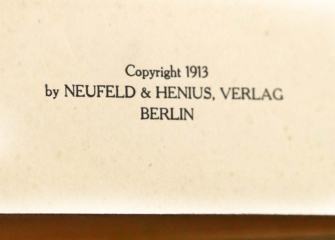 Copyright 1913
by NEUFELD & HENIUS, VERLAG
BERLIN